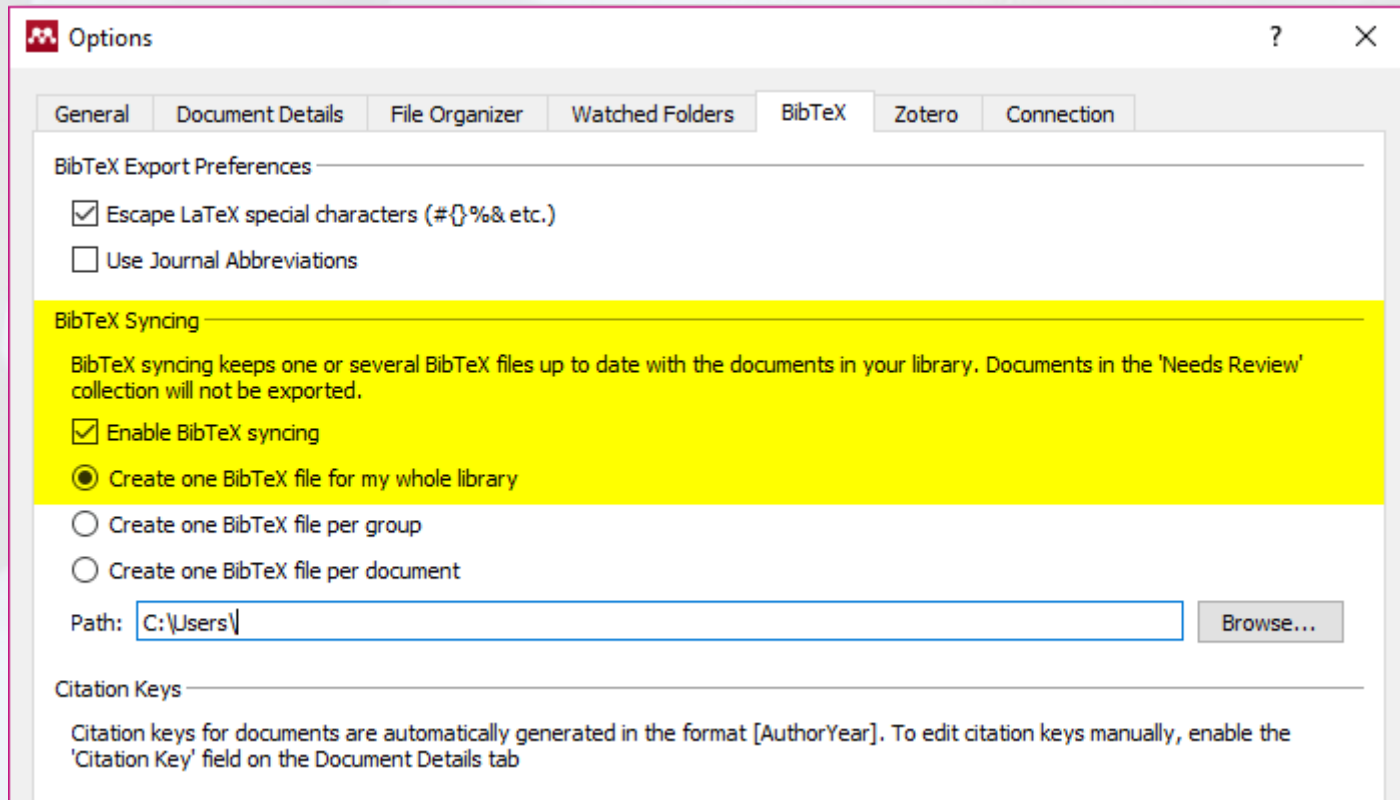 Options
?
General Document Details File Organizer Watched Folders BibTeX Zotero Connection
BibTeX Export Preferences
Escape LaTeX special characters (#{}%& etc.)
Use Journal Abbreviations
BibTeX Syncing
BibTeX syncing keeps one or several BibTeX files up to date with the documents in your library. Documents in the 'Needs Review'
collection will not be exported.
Enable BibTeX syncing
Create one BibTeX file for my whole library
Create one BibTeX file per group
Create one BibTeX file per document
Path: C:\Users\ Browse...
Citation Keys
Citation keys for documents are automatically generated in the format [AuthorYear]. To edit citation keys manually, enable the
'Citation Key' field on the Document Details tab